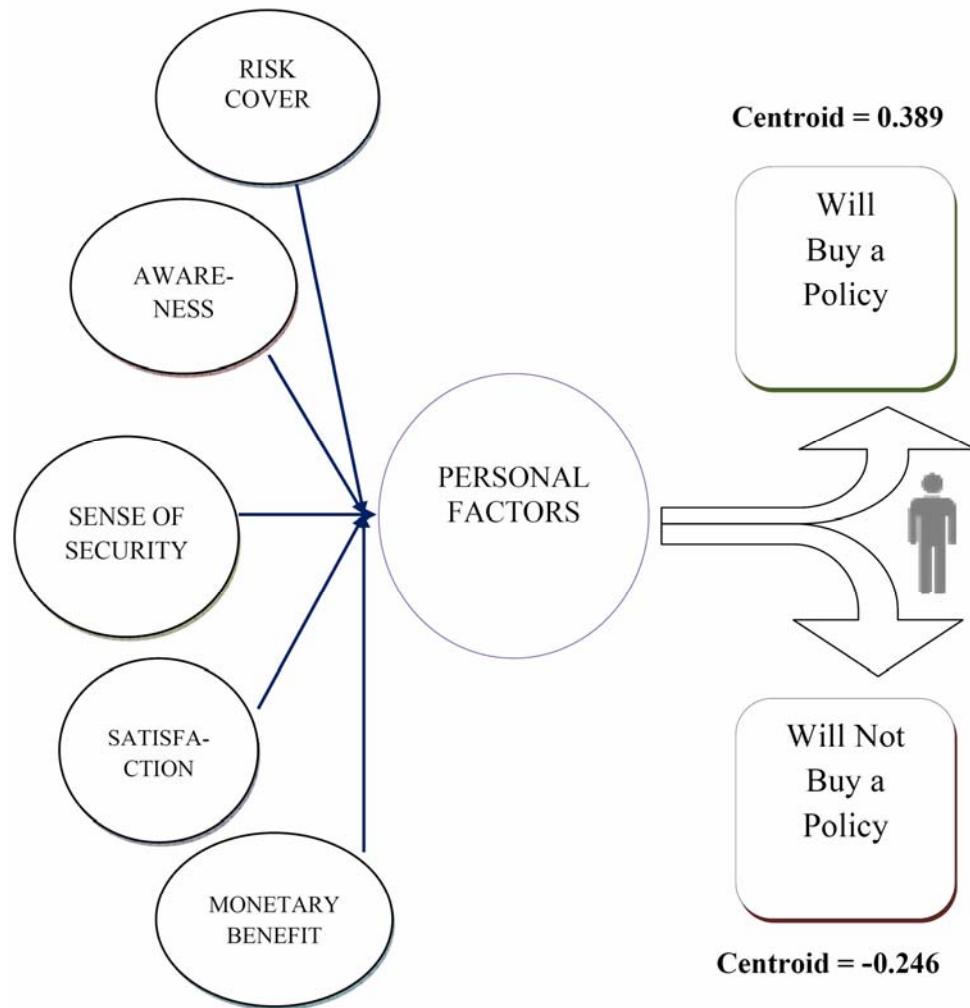 RISK
COVER
AWARE-
NESS
SENSE OF
SECURITY
SATISFA-
CTION
MONETARY
BENEFIT
PERSONAL
FACTORS
Centroid = 0.389
Will
Buy a
Policy
Will Not
Buy a
Policy
Centroid = -0.246